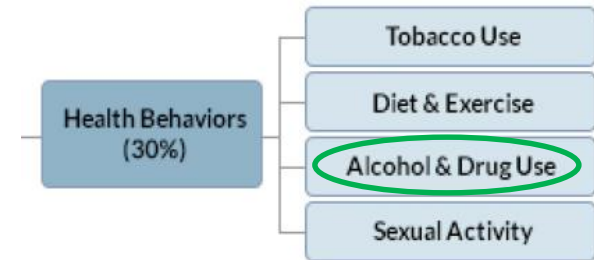 Health Behaviors
(30%)
Tobacco Use
Diet & Exercise
Alcohol & Drug Use
Sexual Activity